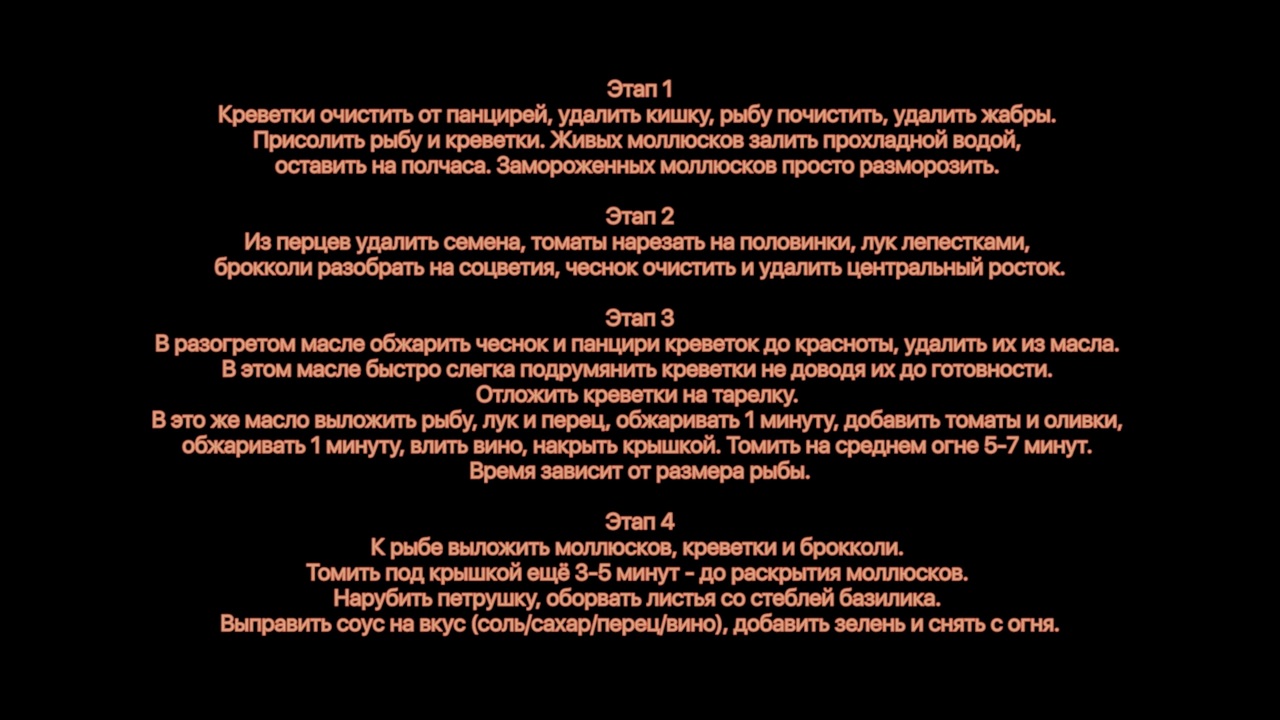 Этап 1
Креветки очистить от панцирей, удалить кишку, рыбу почистить, удалить жабры.
Присолить рыбу и креветки. Живых моллюсков залить прохладной водой,
оставить на полчаса. Замороженных моллюсков просто разморозить.
Этап 2
Из перцев удалить семена, томаты нарезать на половинки, лук лепестками,
брокколи разобрать на соцветия, чеснок очистить и удалить центральный росток.
Этап 3
В разогретом масле обжарить чеснок и панцири креветок до красноты, удалить их из масла.
В этом масле быстро слегка подрумянить креветки не доводя их до готовности.
Отложить креветки на тарелку.
В это же масло выложить рыбу, лук и перец, обжаривать 1 минуту, добавить томаты и оливки,
обжаривать 1 минуту, влить вино, накрыть крышкой. Томить на среднем огне 5-7 минут.
Время зависит от размера рыбы.
Этап 4
К рыбе выложить моллюсков, креветки и брокколи.
Томить под крышкой ещё 3-5 минут - до раскрытия моллюсков.
Нарубить петрушку, оборвать листья со стеблей базилика.
Выправить соус на вкус (соль/сахар/перец/вино), добавить зелень и снять с огня.